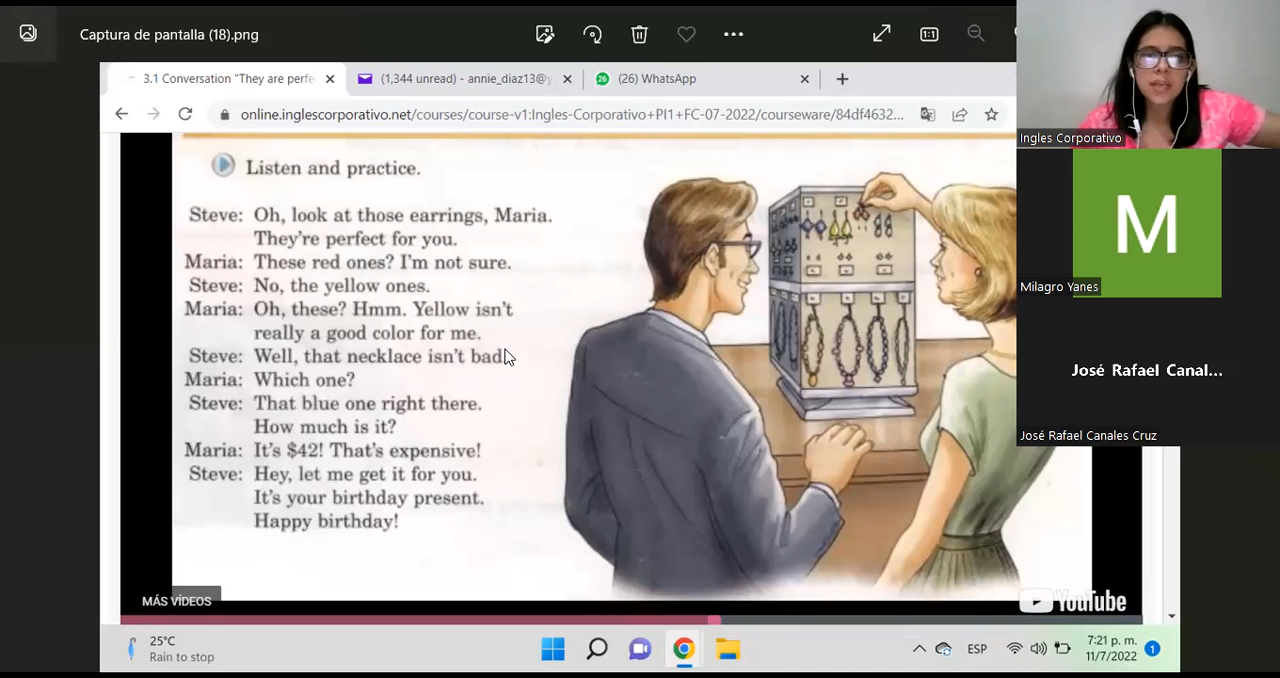 Captura de pantalla (18).png
3.1 Conversation "They are perfe
(1,344 unread) - annie_diaz13@y
(26) WhatsApp
online.inglescorporativo.net/courses/course-v1:Ingles-Corporativo+PI1+FC-07-2022/courseware/84df4632...
Listen and practice.
Steve: Oh, look at those earrings, Maria.
They're perfect for you.
Maria: These red ones? I'm not sure.
Steve: No, the yellow ones.
Maria: Oh, these? Hmm. Yellow isn't
really a good color for me.
Steve: Well, that necklace isn't bad
Maria: Which one?
Steve: That blue one right there.
How much is it?
Maria: It's $42! That's expensive!
Steve: Hey, let me get it for you.
It's your birthday present.
Happy birthday!
MÁS VÍDEOS
YouTube
25°C
Rain to stop
ESP
7:21 p. m.
11/7/2022
1
Ingles Corporativo
M
Milagro Yanes
José Rafael Canal...
José Rafael Canales Cruz
1:1
26